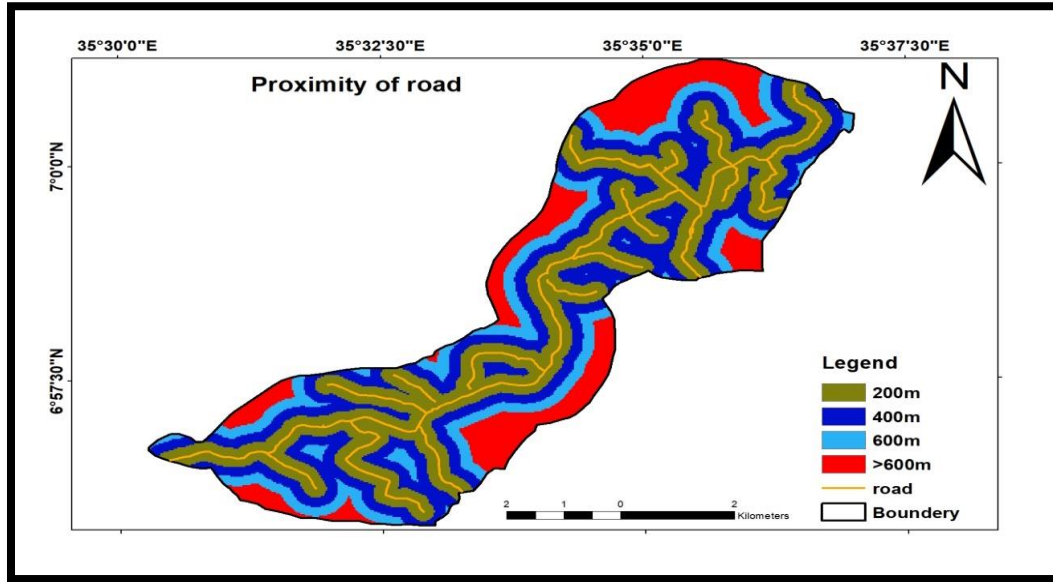 35°30'0"E 35°32'30"E 35°35'0"E 35°37'30"E
Proximity of road
N
7°0'0"N
6°57'30"N
Legend
200m
400m
600m
>600m
road
Boundery
2 1 0 2
Kilometers